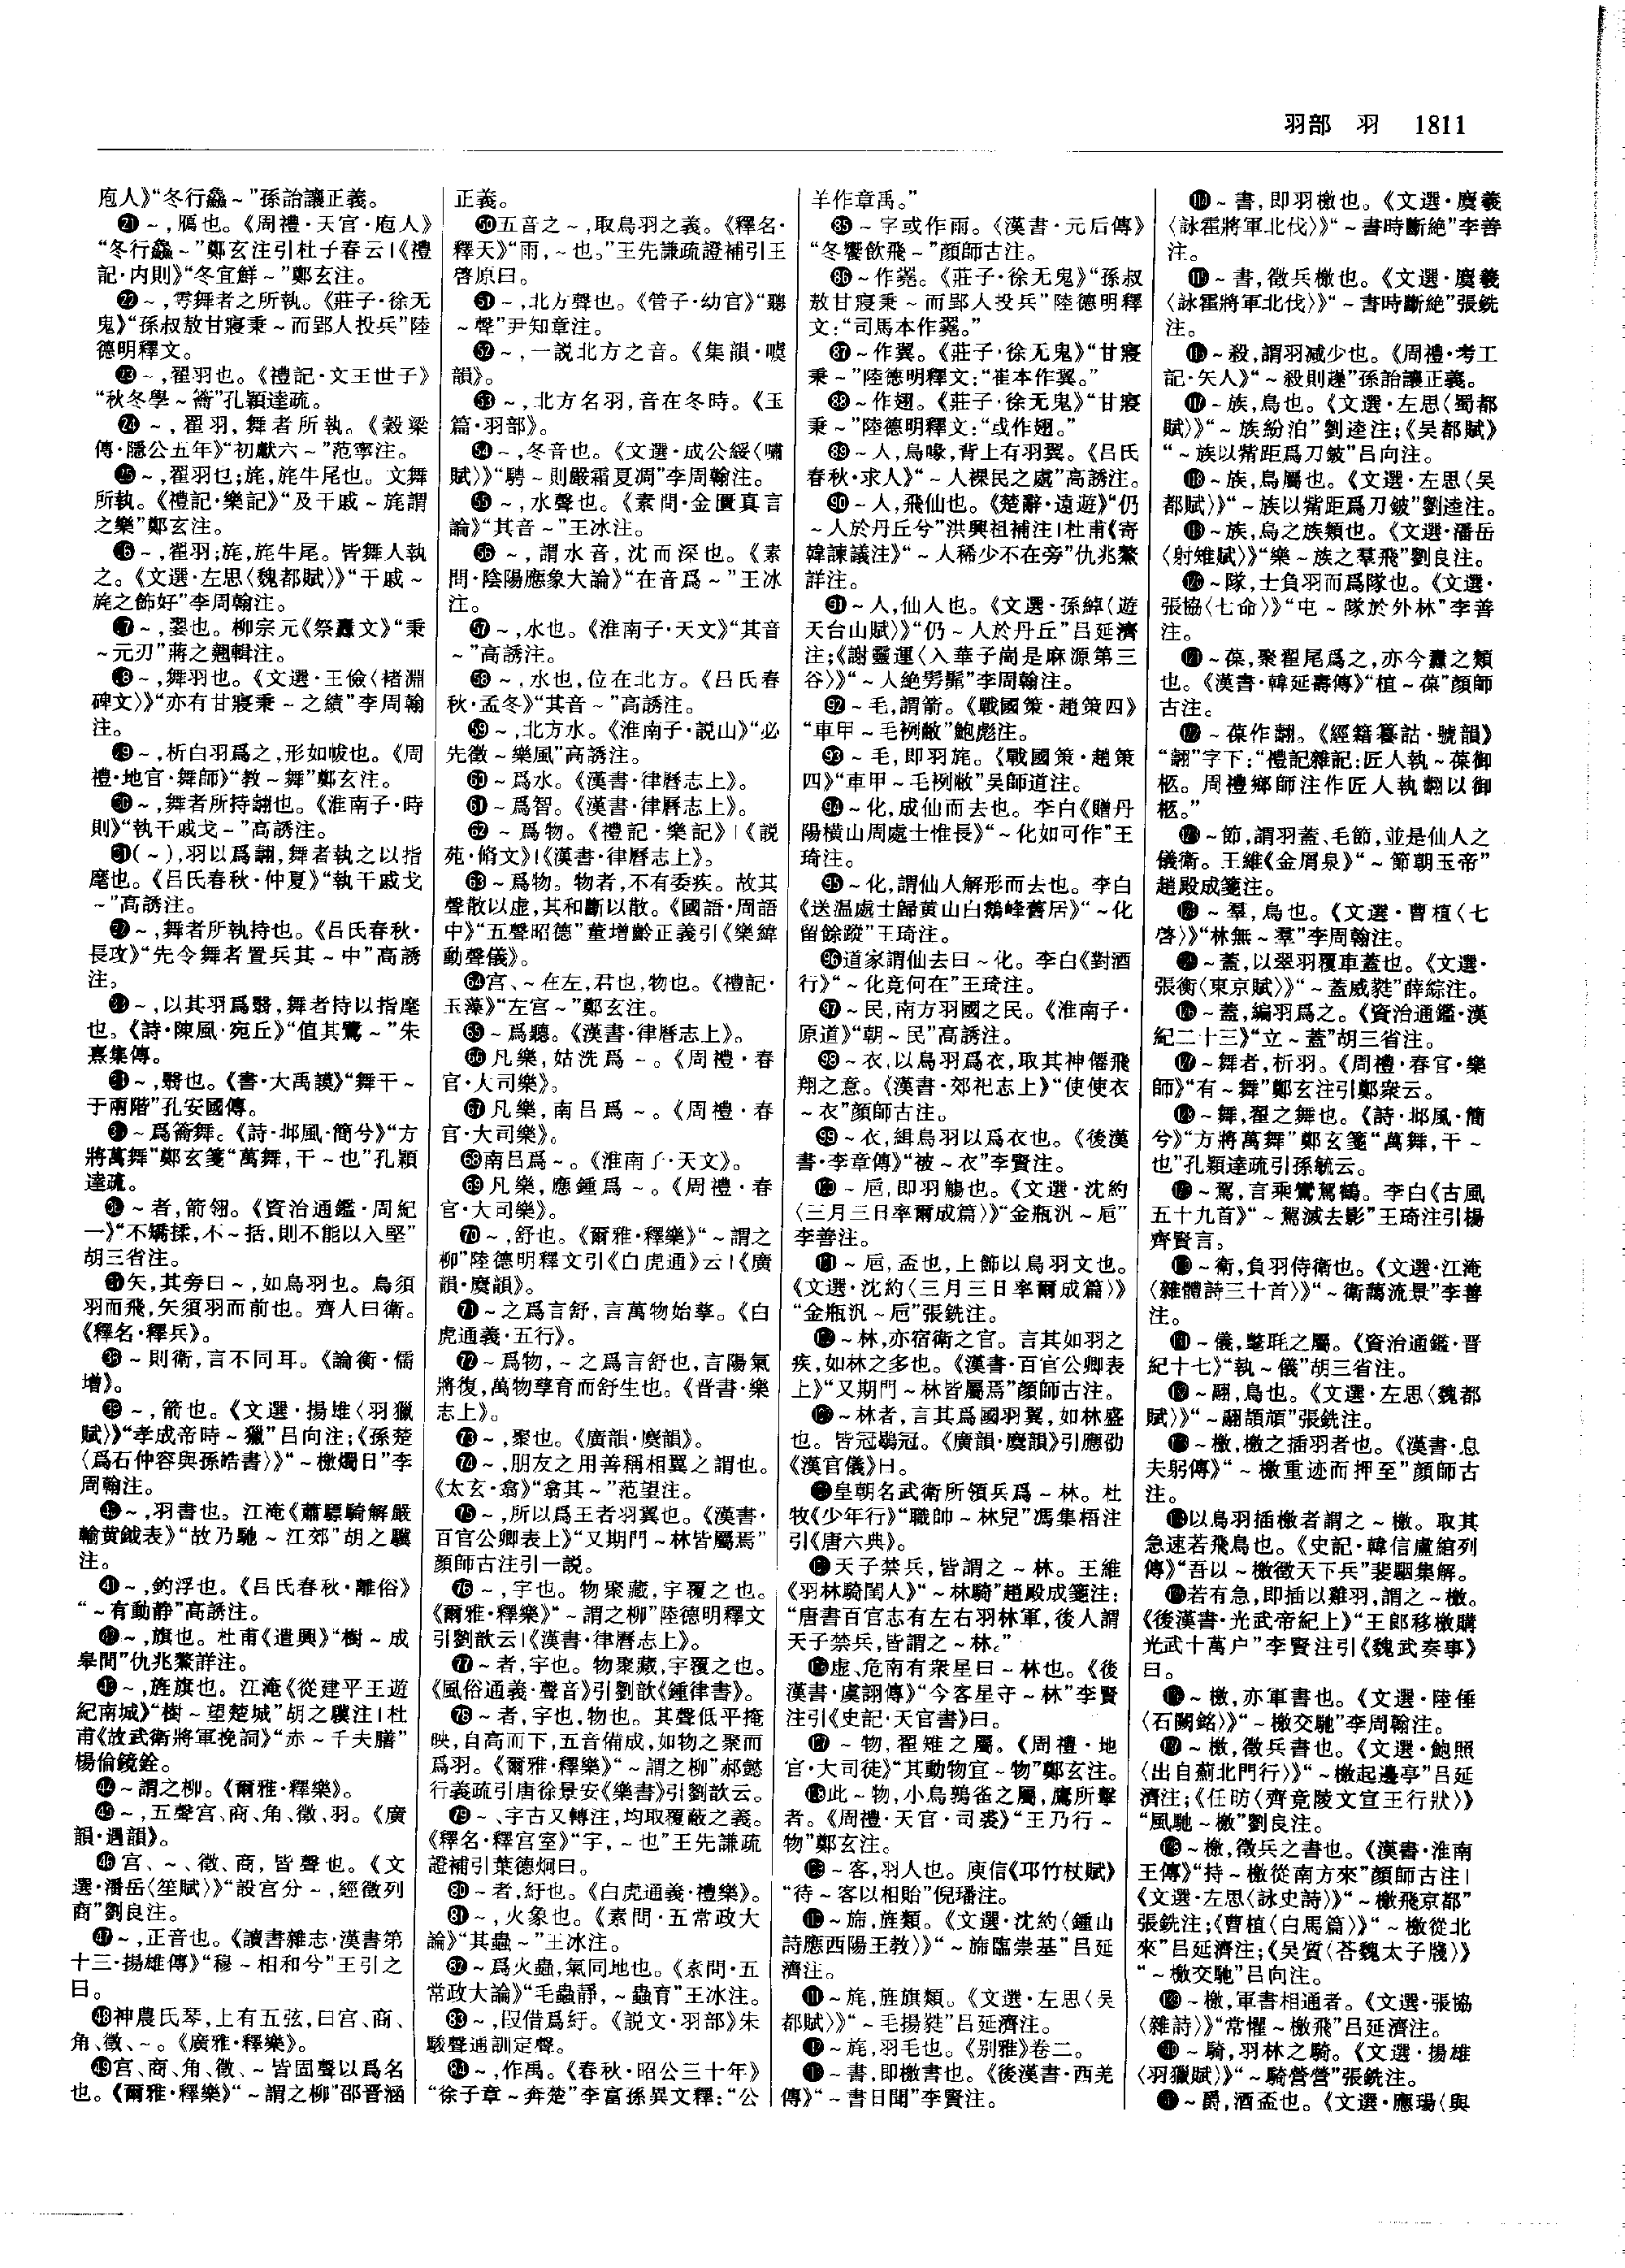 羽部 羽 1811
庖人》“冬行鱻～”孫詒讓正義。
㉑～,鴈也。《周禮·天官·庖人》
“冬行鱻～”鄭玄注引杜子春云|《禮
記·内則》“冬宜鮮～”鄭玄注。
㉒～,雩舞者之所執。《莊子·徐无
鬼》“孫叔敖甘寢秉～而郢人投兵”陸
德明釋文。
㉓～,翟羽也。《禮記·文王世子》
“秋冬學～籥”孔穎達疏。
㉔～,翟羽,舞者所執。《穀梁
傳·隱公五年》“初獻六～”范寧注。
㉕～,翟羽也;旄,旄牛尾也。文舞
所執。《禮記·樂記》“及干戚～旄謂
之樂”鄭玄注。
㉖～,翟羽;旄,旄牛尾。皆舞人執
之。《文選·左思〈魏都賦〉》“干戚～
旄之飾好”李周翰注。
㉗～,翣也。柳宗元《祭纛文》“秉
～元刃”蔣之翹輯注。
㉘～,舞羽也。《文選·王儉〈褚淵
碑文〉》“亦有甘寢秉～之績”李周翰
注。
㉙～,析白羽爲之,形如帗也。《周
禮·地官·舞師》“教～舞”鄭玄注。
㉚～,舞者所持翿也。《淮南子·時
則》“執干戚戈～”高誘注。
㉛(～),羽以爲翿,舞者執之以指
麾也。《吕氏春秋·仲夏》“執干戚戈
～”高誘注。
㉜～,舞者所執持也。《吕氏春秋·
長攻》“先令舞者置兵其～中”高誘
注。
㉝～,以其羽爲翳,舞者持以指麾
也。《詩·陳風·宛丘》“值其鷺～”朱
熹集傳。
㉞～,翳也。《書·大禹謨》“舞干～
于兩階”孔安國傳。
㉟～爲籥舞。《詩·邶風·簡兮》“方
將萬舞”鄭玄箋“萬舞,干～也”孔穎
達疏。
㊱～者,箭翎。《資治通鑑·周紀
一》“不矯揉,不～括,則不能以入堅”
胡三省注。
㊲矢,其旁曰～,如鳥羽也。鳥須
羽而飛,矢須羽而前也。齊人曰衛。
《釋名·釋兵》。
㊳～則衛,言不同耳。《論衡·儒
增》。
㊴～,箭也。《文選·揚雄〈羽獵
賦〉》“孝成帝時～獵”吕向注;《孫楚
〈爲石仲容與孫皓書〉》“～檄燭日”李
周翰注。
㊵～,羽書也。江淹《蕭驃騎解嚴
輸黄鉞表》“故乃馳～江郊”胡之驥
注。
㊶～,釣浮也。《吕氏春秋·離俗》
“～有動静”高誘注。
㊷～,旗也。杜甫《遣興》“樹～成
皋間”仇兆鰲詳注。
㊸～,旌旗也。江淹《從建平王遊
紀南城》“樹～望楚城”胡之驥注|杜
甫《故武衛將軍挽詞》“赤～千夫膳”
楊倫鏡銓。
㊹～謂之柳。《爾雅·釋樂》。
㊺～,五聲宫、商、角、徵、羽。《廣
韻·遇韻》。
㊻宫、～、徵、商,皆聲也。《文
選·潘岳〈笙賦〉》“設宫分～,經徵列
商”劉良注。
㊼～,正音也。《讀書雜志·漢書第
十三·揚雄傳》“穆～相和兮”王引之
曰。
㊽神農氏琴,上有五弦,曰宫、商、
角、徵、～。《廣雅·釋樂》。
㊾宫、商、角、徵、～皆固聲以爲名
也。《爾雅·釋樂》“～謂之柳”邵晋涵
正義。
㊿五音之～,取鳥羽之義。《釋名·
釋天》“雨,～也。”王先謙疏證補引王
啓原曰。
51～,北方聲也。《管子·幼官》“聽
～聲”尹知章注。
52～,一説北方之音。《集韻·噳
韻》。
53～,北方名羽,音在冬時。《玉
篇·羽部》。
54～,冬音也。《文選·成公綏〈嘯
賦〉》“騁～則嚴霜夏凋”李周翰注。
55～,水聲也。《素問·金匱真言
論》“其音～”王冰注。
56～,謂水音,沈而深也。《素
問·陰陽應象大論》“在音爲～”王冰
注。
57～,水也。《淮南子·天文》“其音
～”高誘注。
58～,水也,位在北方。《吕氏春
秋·孟冬》“其音～”高誘注。
59～,北方水。《淮南子·説山》“必
先徵～樂風”高誘注。
60～爲水。《漢書·律曆志上》。
61～爲智。《漢書·律曆志上》。
62～爲物。《禮記·樂記》|《説
苑·脩文》|《漢書·律曆志上》。
63～爲物。物者,不有委疾。故其
聲散以虚,其和斷以散。《國語·周語
中》“五聲昭德”董增齡正義引《樂緯
動聲儀》。
64宫、～在左,君也,物也。《禮記·
玉藻》“左宫～”鄭玄注。
65～爲聽。《漢書·律曆志上》。
66凡樂,姑洗爲～。《周禮·春
官·大司樂》。
67凡樂,南吕爲～。《周禮·春
官·大司樂》。
68南吕爲～。《淮南子·天文》。
69凡樂,應鍾爲～。《周禮·春
官·大司樂》。
70～,舒也。《爾雅·釋樂》“～謂之
柳”陸德明釋文引《白虎通》云|《廣
韻·麌韻》。
71～之爲言舒,言萬物始孳。《白
虎通義·五行》。
72～爲物,～之爲言舒也,言陽氣
將復,萬物孳育而舒生也。《晋書·樂
志上》。
73～,聚也。《廣韻·麌韻》。
74～,朋友之用善稱相翼之謂也。
《太玄·翕》“翕其～”范望注。
75～,所以爲王者羽翼也。《漢書·
百官公卿表上》“又期門～林皆屬焉”
顏師古注引一説。
76～,宇也。物聚藏,宇覆之也。
《爾雅·釋樂》“～謂之柳”陸德明釋文
引劉歆云|《漢書·律曆志上》。
77～者,宇也。物聚藏,宇覆之也。
《風俗通義·聲音》引劉歆《鍾律書》。
78～者,宇也,物也。其聲低平掩
映,自高而下,五音備成,如物之聚而
爲羽。《爾雅·釋樂》“～謂之柳”郝懿
行義疏引唐徐景安《樂書》引劉歆云。
79～、宇古又轉注,均取覆蔽之義。
《釋名·釋宫室》“宇,～也”王先謙疏
證補引葉德炯曰。
80～者,紆也。《白虎通義·禮樂》。
81～,火象也。《素問·五常政大
論》“其蟲～”王冰注。
82～爲火蟲,氣同地也。《素問·五
常政大論》“毛蟲靜,～蟲育”王冰注。
83～,叚借爲紆。《説文·羽部》朱
駿聲通訓定聲。
84～,作禹。《春秋·昭公三十年》
“徐子章～奔楚”李富孫異文釋:“公
羊作章禹。”
85～字或作雨。《漢書·元后傳》
“冬饗飲飛～”顏師古注。
86～作翣。《莊子·徐无鬼》“孫叔
敖甘寢秉～而郢人投兵”陸德明釋
文:“司馬本作翣。”
87～作翼。《莊子·徐无鬼》“甘寢
秉～”陸德明釋文:“崔本作翼。”
88～作翅。《莊子·徐无鬼》“甘寢
秉～”陸德明釋文:“或作翅。”
89～人,鳥喙,背上有羽翼。《吕氏
春秋·求人》“～人裸民之處”高誘注。
90～人,飛仙也。《楚辭·遠遊》“仍
～人於丹丘兮”洪興祖補注|杜甫《寄
韓諫議注》“～人稀少不在旁”仇兆鰲
詳注。
91～人,仙人也。《文選·孫綽〈遊
天台山賦〉》“仍～人於丹丘”吕延濟
注;《謝靈運〈入華子崗是麻源第三
谷〉》“～人絶髣髴”李周翰注。
92～毛,謂箭。《戰國策·趙策四》
“車甲～毛裂敝”鮑彪注。
93～毛,即羽旄。《戰國策·趙策
四》“車甲～毛裂敝”吴師道注。
94～化,成仙而去也。李白《贈丹
陽橫山周處士惟長》“～化如可作”王
琦注。
95～化,謂仙人解形而去也。李白
《送温處士歸黄山白鵝峰舊居》“～化
留餘蹤”王琦注。
96道家謂仙去曰～化。李白《對酒
行》“～化竟何在”王琦注。
97～民,南方羽國之民。《淮南子·
原道》“朝～民”高誘注。
98～衣,以鳥羽爲衣,取其神僊飛
翔之意。《漢書·郊祀志上》“使使衣
～衣”顏師古注。
99～衣,緝鳥羽以爲衣也。《後漢
書·李章傳》“被～衣”李賢注。
100～卮,即羽觴也。《文選·沈約
〈三月三日率爾成篇〉》“金瓶汎～卮”
李善注。
101～卮,盃也,上飾以鳥羽文也。
《文選·沈約〈三月三日率爾成篇〉》
“金瓶汎～卮”張銑注。
102～林,亦宿衛之官。言其如羽之
疾,如林之多也。《漢書·百官公卿表
上》“又期門～林皆屬焉”顏師古注。
103～林者,言其爲國羽翼,如林盛
也。皆冠鶡冠。《廣韻·麌韻》引應劭
《漢官儀》曰。
104皇朝名武衛所領兵爲～林。杜
牧《少年行》“職帥～林兒”馮集梧注
引《唐六典》。
105天子禁兵,皆謂之～林。王維
《羽林騎閨人》“～林騎”趙殿成箋注:
“唐書百官志有左右羽林軍,後人謂
天子禁兵,皆謂之～林。”
106虚、危南有衆星曰～林也。《後
漢書·虞詡傳》“今客星守～林”李賢
注引《史記·天官書》曰。
107～物,翟雉之屬。《周禮·地
官·大司徒》“其動物宜～物”鄭玄注。
108此～物,小鳥鶉雀之屬,鷹所擊
者。《周禮·天官·司裘》“王乃行～
物”鄭玄注。
109～客,羽人也。庾信《邛竹杖賦》
“待～客以相貽”倪璠注。
110～斾,旌類。《文選·沈約〈鍾山
詩應西陽王教〉》“～斾臨崇基”吕延
濟注。
111～旄,旌旗類。《文選·左思〈吴
都賦〉》“～毛揚蕤”吕延濟注。
112～旄,羽毛也。《别雅》卷二。
113～書,即檄書也。《後漢書·西羌
傳》“～書日聞”李賢注。
114～書,即羽檄也。《文選·虞羲
〈詠霍將軍北伐〉》“～書時斷絶”李善
注。
115～書,徵兵檄也。《文選·虞羲
〈詠霍將軍北伐〉》“～書時斷絶”張銑
注。
116～殺,謂羽减少也。《周禮·考工
記·矢人》“～殺則趮”孫詒讓正義。
117～族,鳥也。《文選·左思〈蜀都
賦〉》“～族紛泊”劉逵注;《吴都賦》
“～族以觜距爲刀鈹”吕向注。
118～族,鳥屬也。《文選·左思〈吴
都賦〉》“～族以觜距爲刀鈹”劉逵注。
119～族,鳥之族類也。《文選·潘岳
〈射雉賦〉》“樂～族之羣飛”劉良注。
120～隊,士負羽而爲隊也。《文選·
張協〈七命〉》“屯～隊於外林”李善
注。
121～葆,聚翟尾爲之,亦今纛之類
也。《漢書·韓延壽傳》“植～葆”顏師
古注。
122～葆作翿。《經籍籑詁·號韻》
“翿”字下:“禮記雜記:匠人執～葆御
柩。周禮鄉師注作匠人執翿以御
柩。”
123～節,謂羽蓋、毛節,並是仙人之
儀衛。王維《金屑泉》“～節朝玉帝”
趙殿成箋注。
124～羣,鳥也。《文選·曹植〈七
啓〉》“林無～羣”李周翰注。
125～蓋,以翠羽覆車蓋也。《文選·
張衡〈東京賦〉》“～蓋威蕤”薛綜注。
126～蓋,編羽爲之。《資治通鑑·漢
紀二十三》“立～蓋”胡三省注。
127～舞者,析羽。《周禮·春官·樂
師》“有～舞”鄭玄注引鄭衆云。
128～舞,翟之舞也。《詩·邶風·簡
兮》“方將萬舞”鄭玄箋“萬舞,干～
也”孔穎達疏引孫毓云。
129～駕,言乘鸞駕鶴。李白《古風
五十九首》“～駕滅去影”王琦注引楊
齊賢言。
130～衛,負羽侍衛也。《文選·江淹
〈雜體詩三十首〉》“～衛藹流景”李善
注。
131～儀,氅毦之屬。《資治通鑑·晋
紀十七》“執～儀”胡三省注。
132～翮,鳥也。《文選·左思〈魏都
賦〉》“～翮頡頏”張銑注。
133～檄,檄之插羽者也。《漢書·息
夫躬傳》“～檄重迹而押至”顏師古
注。
134以鳥羽插檄者謂之～檄。取其
急速若飛鳥也。《史記·韓信盧綰列
傳》“吾以～檄徵天下兵”裴駰集解。
135若有急,即插以雞羽,謂之～檄。
《後漢書·光武帝紀上》“王郎移檄購
光武十萬户”李賢注引《魏武奏事》
曰。
136～檄,亦軍書也。《文選·陸倕
〈石闕銘〉》“～檄交馳”李周翰注。
137～檄,徵兵書也。《文選·鮑照
〈出自薊北門行〉》“～檄起邊亭”吕延
濟注;《任昉〈齊竟陵文宣王行狀〉》
“風馳～檄”劉良注。
138～檄,徵兵之書也。《漢書·淮南
王傳》“持～檄從南方來”顏師古注|
《文選·左思〈詠史詩〉》“～檄飛京都”
張銑注;《曹植〈白馬篇〉》“～檄從北
來”吕延濟注;《吴質〈荅魏太子牋〉》
“～檄交馳”吕向注。
139～檄,軍書相通者。《文選·張協
〈雜詩〉》“常懼～檄飛”吕延濟注。
140～騎,羽林之騎。《文選·揚雄
〈羽獵賦〉》“～騎營營”張銑注。
141～爵,酒盃也。《文選·應瑒〈與